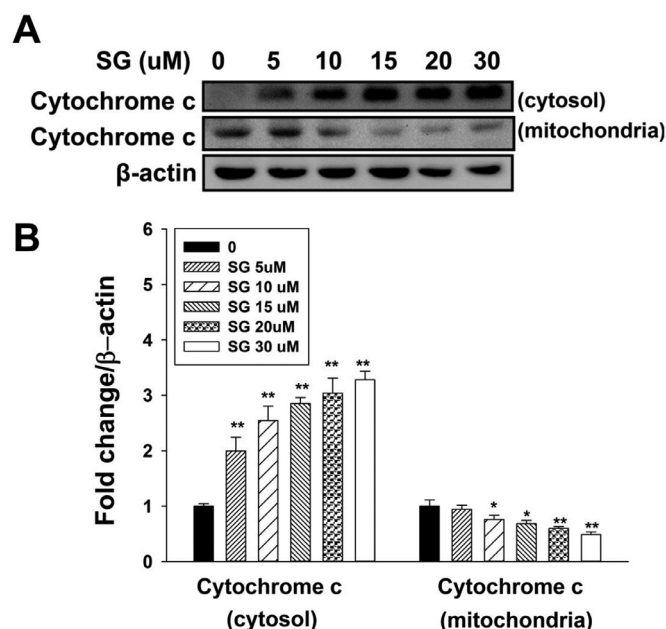 A
SG (uM) 0 5 10 15 20 30
Cytochrome c (cytosol)
Cytochrome c (mitochondria)
β-actin
B
Fold change/β–actin
6
5
4
3
2
1
0
0
SG 5uM
SG 10 uM
SG 15 uM
SG 20uM
SG 30 uM
** ** ** ** **
* * ** **
Cytochrome c Cytochrome c
(cytosol) (mitochondria)